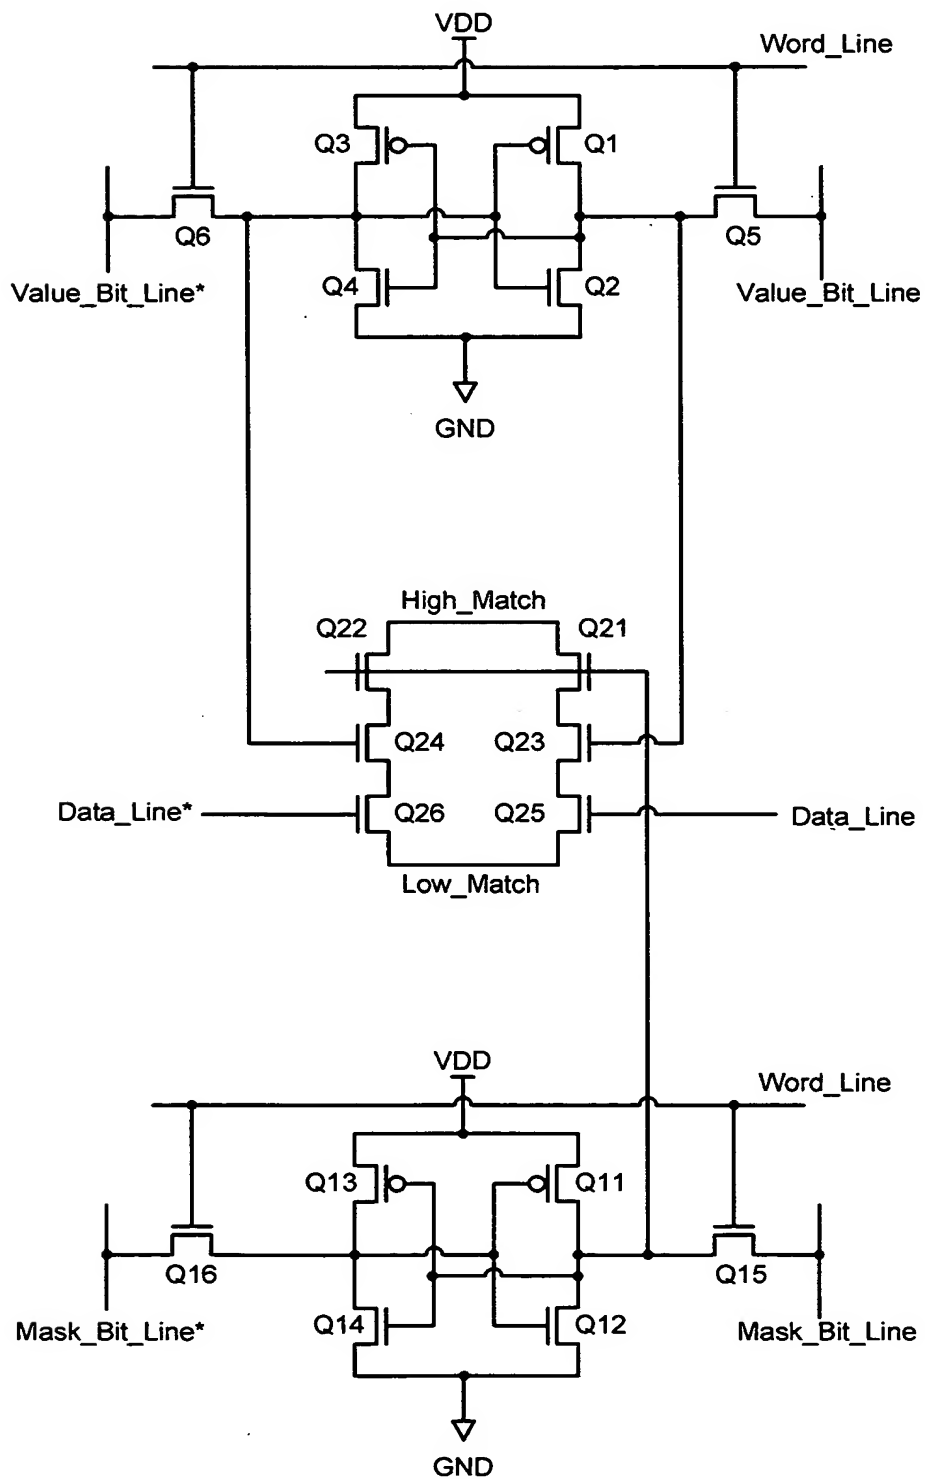 VDD
Word_Line
Q3
Q1
Q6
Q5
Q4
Q2
Value_Bit_Line*
Value_Bit_Line
GND
High_Match
Q22
Q21
Q24
Q23
Data_Line*
Q26
Q25
Data_Line
Low_Match
VDD
Word_Line
Q13
Q11
Q16
Q15
Q14
Q12
Mask_Bit_Line*
Mask_Bit_Line
GND